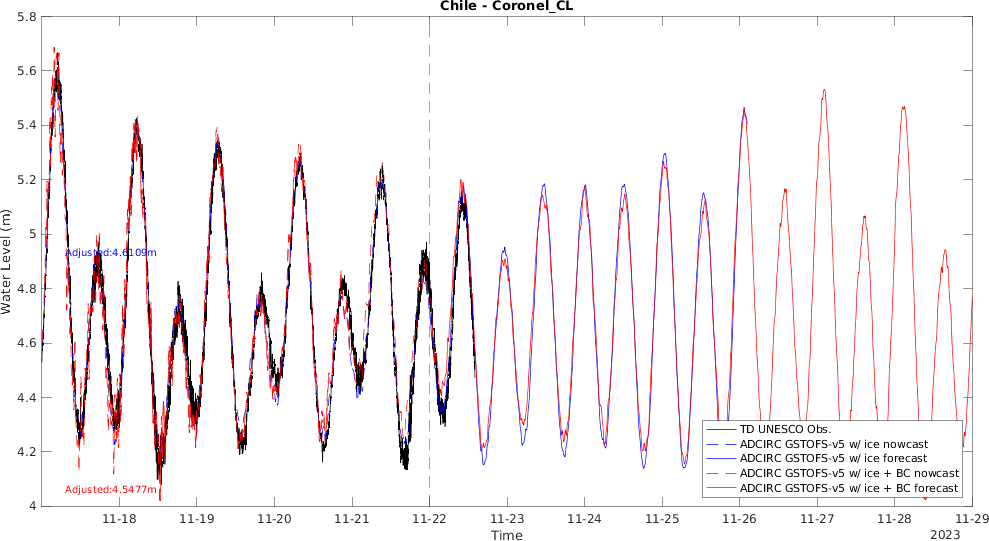 Chile - Coronel_CL
5.8
5.6
5.4
5.2
5
4.8
4.6
4.4
4.2
4
Water Level (m)
Adjusted:4.6109m
Adjusted:4.5477m
TD UNESCO Obs.
ADCIRC GSTOFS-v5 w/ ice nowcast
ADCIRC GSTOFS-v5 w/ ice forecast
ADCIRC GSTOFS-v5 w/ ice + BC nowcast
ADCIRC GSTOFS-v5 w/ ice + BC forecast
11-18 11-19 11-20 11-21 11-22 11-23 11-24 11-25 11-26 11-27 11-28 11-29
Time
2023